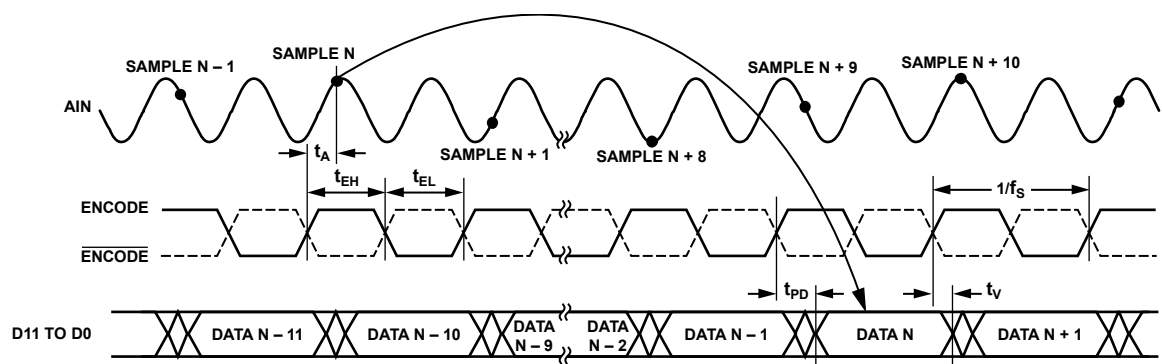 SAMPLE N – 1
SAMPLE N
SAMPLE N + 9
SAMPLE N + 10
AIN
SAMPLE N + 1
SAMPLE N + 8
tA
tEH
tEL
1/fS
ENCODE
ENCODE
tPD
tV
D11 TO D0
DATA N – 11
DATA N – 10
DATA
N – 9
DATA
N – 2
DATA N – 1
DATA N
DATA N + 1